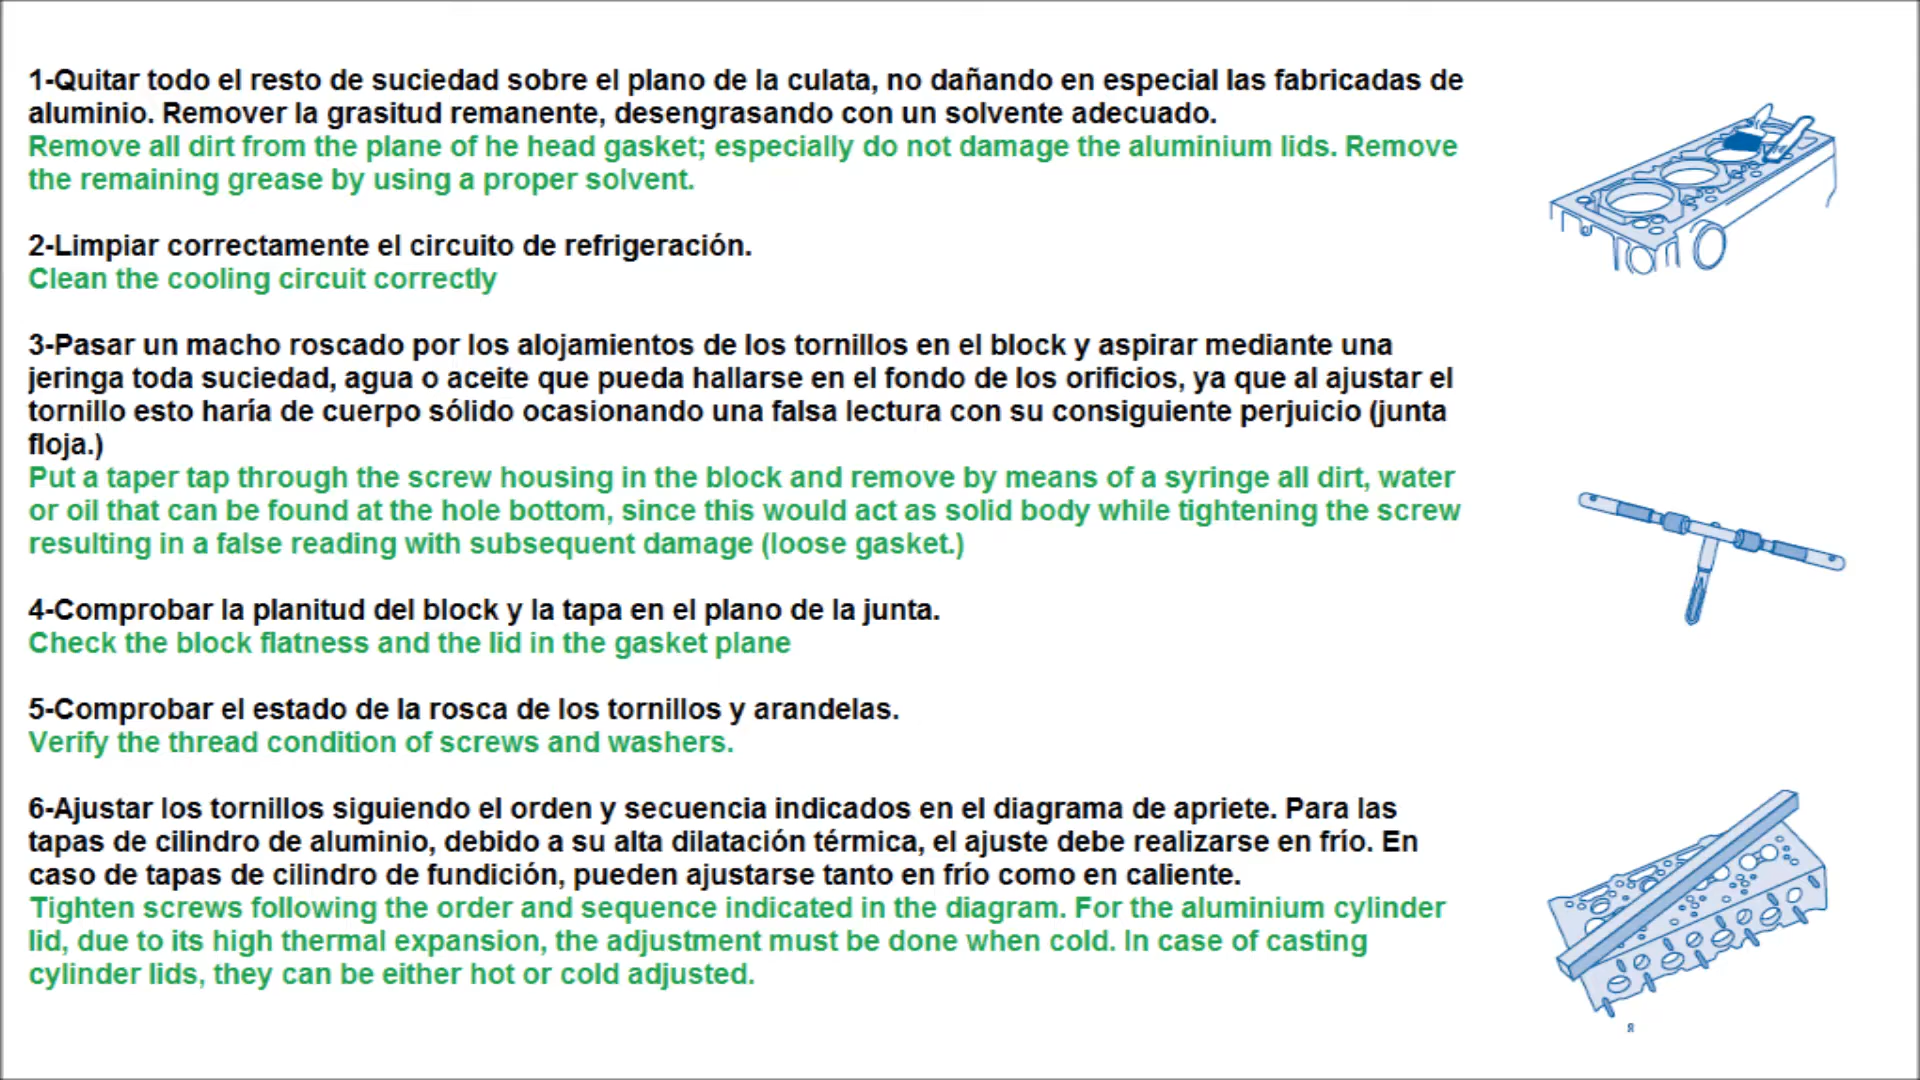 1-Quitar todo el resto de suciedad sobre el plano de la culata, no dañando en especial las fabricadas de
aluminio. Remover la grasitud remanente, desengrasando con un solvente adecuado.
Remove all dirt from the plane of he head gasket; especially do not damage the aluminium lids. Remove
the remaining grease by using a proper solvent.
2-Limpiar correctamente el circuito de refrigeración.
Clean the cooling circuit correctly
3-Pasar un macho roscado por los alojamientos de los tornillos en el block y aspirar mediante una
jeringa toda suciedad, agua o aceite que pueda hallarse en el fondo de los orificios, ya que al ajustar el
tornillo esto haría de cuerpo sólido ocasionando una falsa lectura con su consiguiente perjuicio (junta
floja.)
Put a taper tap through the screw housing in the block and remove by means of a syringe all dirt, water
or oil that can be found at the hole bottom, since this would act as solid body while tightening the screw
resulting in a false reading with subsequent damage (loose gasket.)
4-Comprobar la planitud del block y la tapa en el plano de la junta.
Check the block flatness and the lid in the gasket plane
5-Comprobar el estado de la rosca de los tornillos y arandelas.
Verify the thread condition of screws and washers.
6-Ajustar los tornillos siguiendo el orden y secuencia indicados en el diagrama de apriete. Para las
tapas de cilindro de aluminio, debido a su alta dilatación térmica, el ajuste debe realizarse en frío. En
caso de tapas de cilindro de fundición, pueden ajustarse tanto en frío como en caliente.
Tighten screws following the order and sequence indicated in the diagram. For the aluminium cylinder
lid, due to its high thermal expansion, the adjustment must be done when cold. In case of casting
cylinder lids, they can be either hot or cold adjusted.